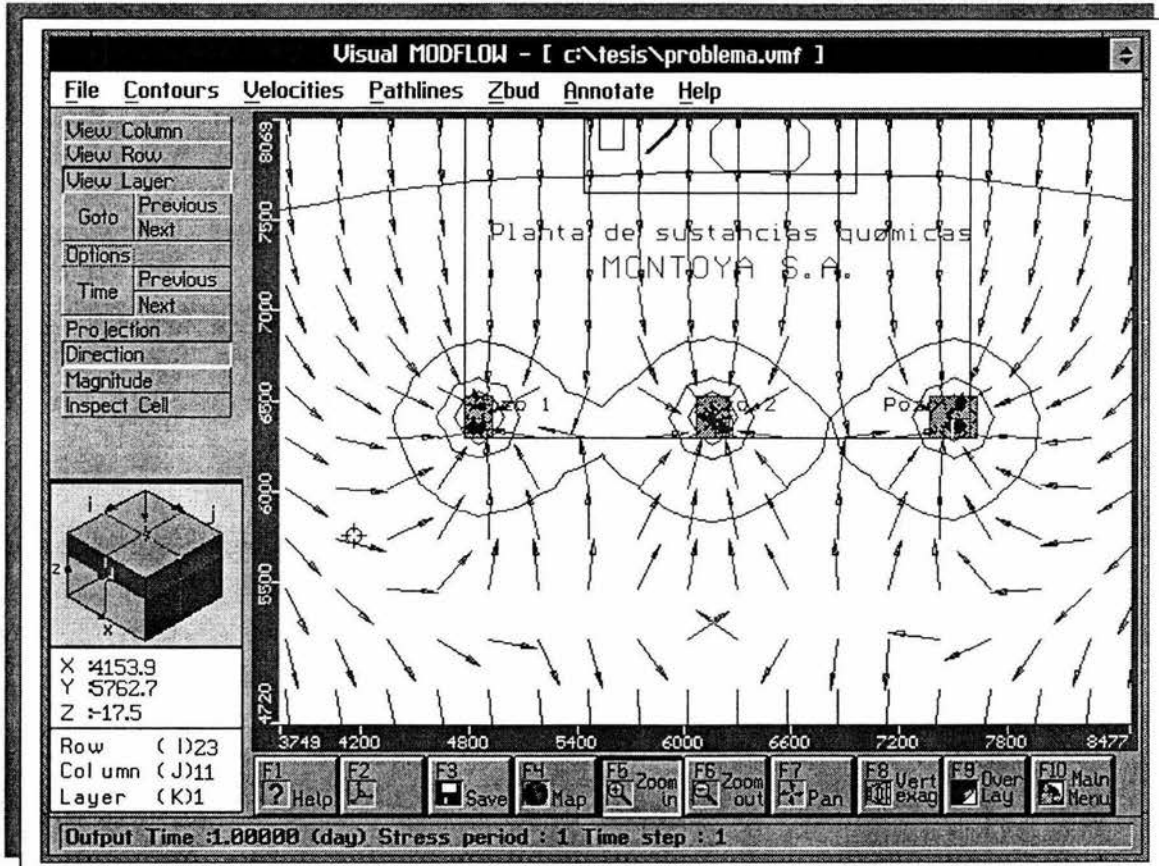 Visual MODFLOW - [ c:\tesis\problema.vmf ]
File Contours Velocities Pathlines Zbud Annotate Help
View Column
View Row
View Layer
Goto Previous
Next
Options
Time Previous
Next
Projection
Direction
Magnitude
Inspect Cell
8069
7500
7000
6500
6000
5500
4720
Planta de sustancias quømicas
MONTOYA S.A.
zo 1
o 2
Poz
i
j
z
x
X :4153.9
Y :5762.7
Z :-17.5
Row ( I)23
Column (J)11
Layer (K)1
3749 4200 4800 5400 6000 6600 7200 7800 8477
F1 ? Help
F2
F3 Save
F4 Map
F5 Zoom in
F6 Zoom out
F7 Pan
F8 Vert exag
F9 Over Lay
F10 Main Menu
Output Time :1.00000 (day) Stress period : 1 Time step : 1